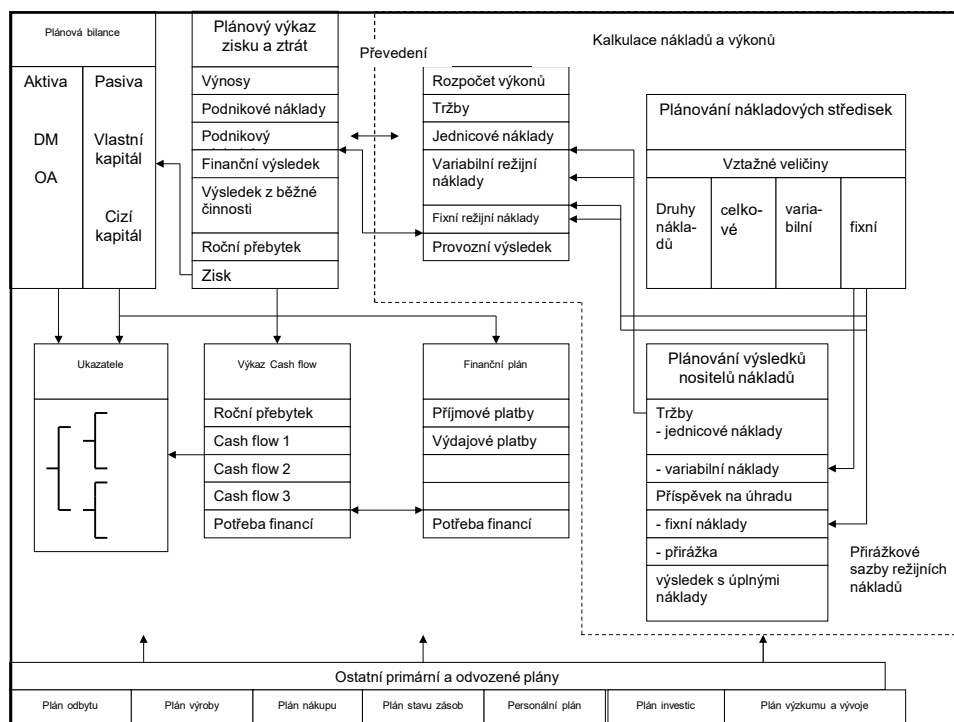 Plánová bilance
Aktiva
Pasiva
DM
Vlastní
kapitál
OA
Cizí
kapitál
Plánový výkaz
zisku a ztrát
Výnosy
Podnikové náklady
Podnikový
Finanční výsledek
Výsledek z běžné
činnosti
Roční přebytek
Zisk
Převedení
Kalkulace nákladů a výkonů
Rozpočet výkonů
Tržby
Jednicové náklady
Variabilní režijní
náklady
Fixní režijní náklady
Provozní výsledek
Plánování nákladových středisek
Vztažné veličiny
Druhy
nákla-
dů
celko-
vé
varia-
bilní
fixní
Ukazatele
Výkaz Cash flow
Roční přebytek
Cash flow 1
Cash flow 2
Cash flow 3
Potřeba financí
Finanční plán
Příjmové platby
Výdajové platby
Potřeba financí
Plánování výsledků
nositelů nákladů
Tržby
- jednicové náklady
- variabilní náklady
Příspěvek na úhradu
- fixní náklady
- přirážka
výsledek s úplnými
náklady
Přirážkové
sazby režijních
nákladů
Ostatní primární a odvozené plány
Plán odbytu
Plán výroby
Plán nákupu
Plán stavu zásob
Personální plán
Plán investic
Plán výzkumu a vývoje